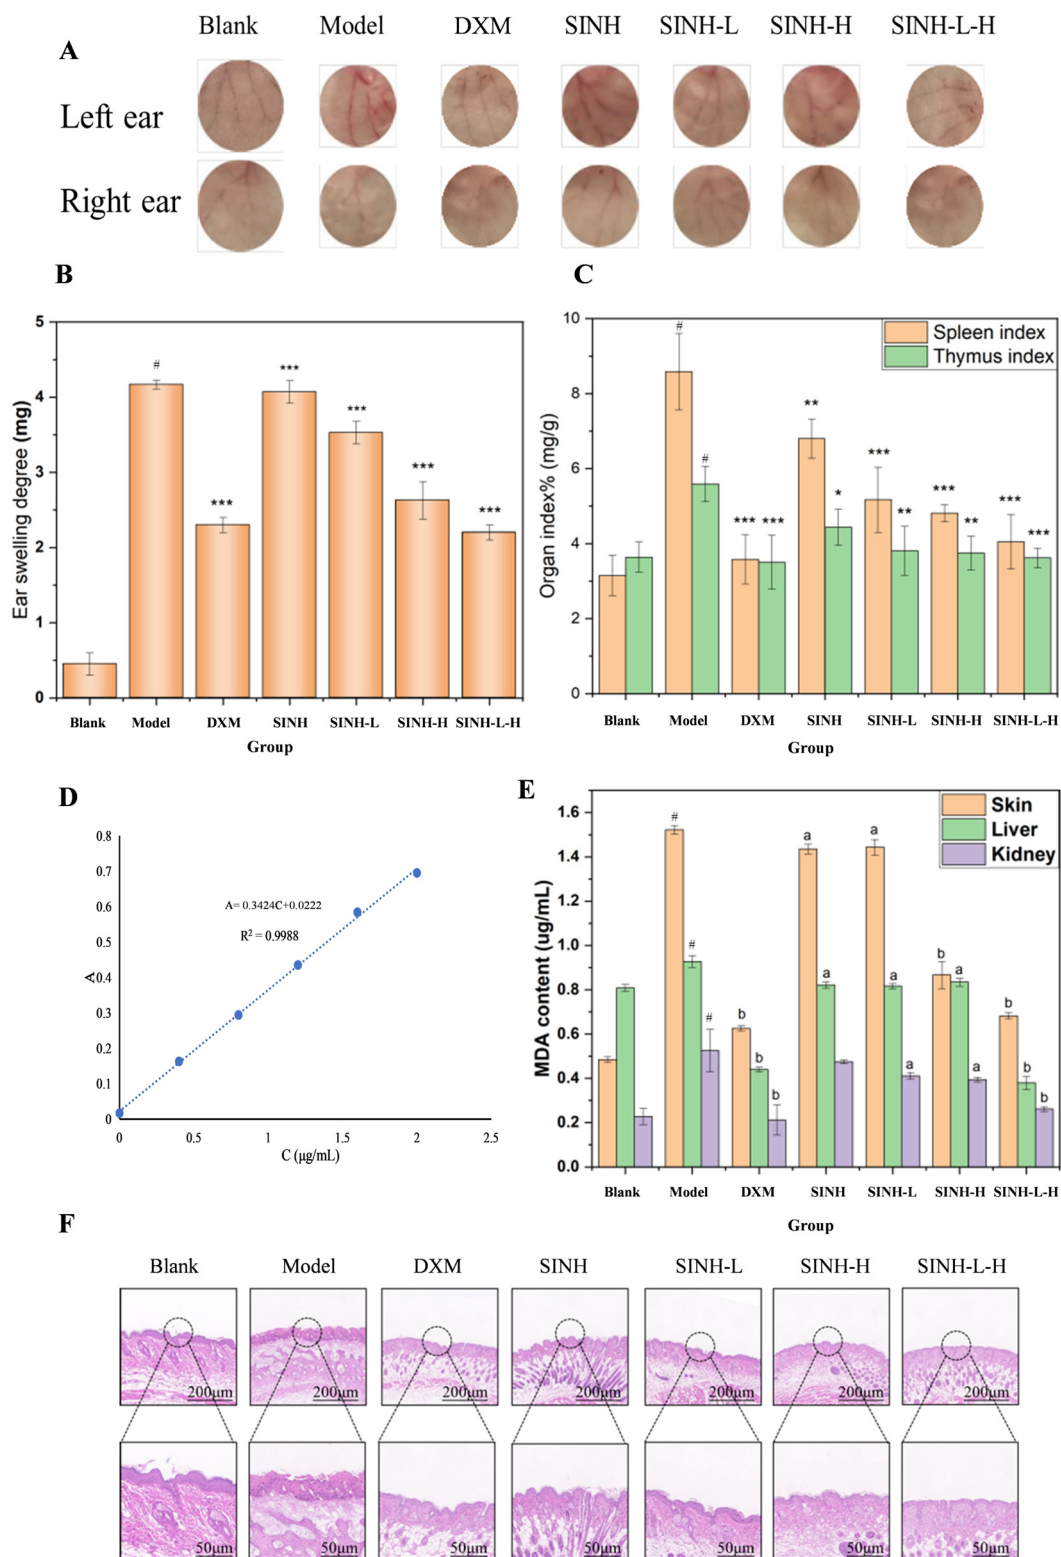 Blank Model DXM SINH SINH-L SINH-H SINH-L-H
A
Left ear
Right ear
B
5
4
3
2
1
0
Ear swelling degree (mg)
#
***
***
***
***
***
Blank Model DXM SINH SINH-L SINH-H SINH-L-H
Group
C
10
8
6
4
2
0
Organ index% (mg/g)
Spleen index
Thymus index
#
#
*** ***
**
*
***
**
***
**
***
***
Blank Model DXM SINH SINH-L SINH-H SINH-L-H
Group
D
0.8
0.7
0.6
0.5
0.4
0.3
0.2
0.1
0
A
A= 0.3424C+0.0222
R² = 0.9988
0 0.5 1 1.5 2 2.5
C (μg/mL)
E
1.6
1.4
1.2
1.0
0.8
0.6
0.4
0.2
0.0
MDA content (ug/mL)
Skin
Liver
Kidney
#
#
#
b
b
b
a
a
a
a
a
b
a
a
b
b
b
Blank Model DXM SINH SINH-L SINH-H SINH-L-H
Group
F
Blank Model DXM SINH SINH-L SINH-H SINH-L-H
200μm 200μm 200μm 200μm 200μm 200μm 200μm
50μm 50μm 50μm 50μm 50μm 50μm 50μm